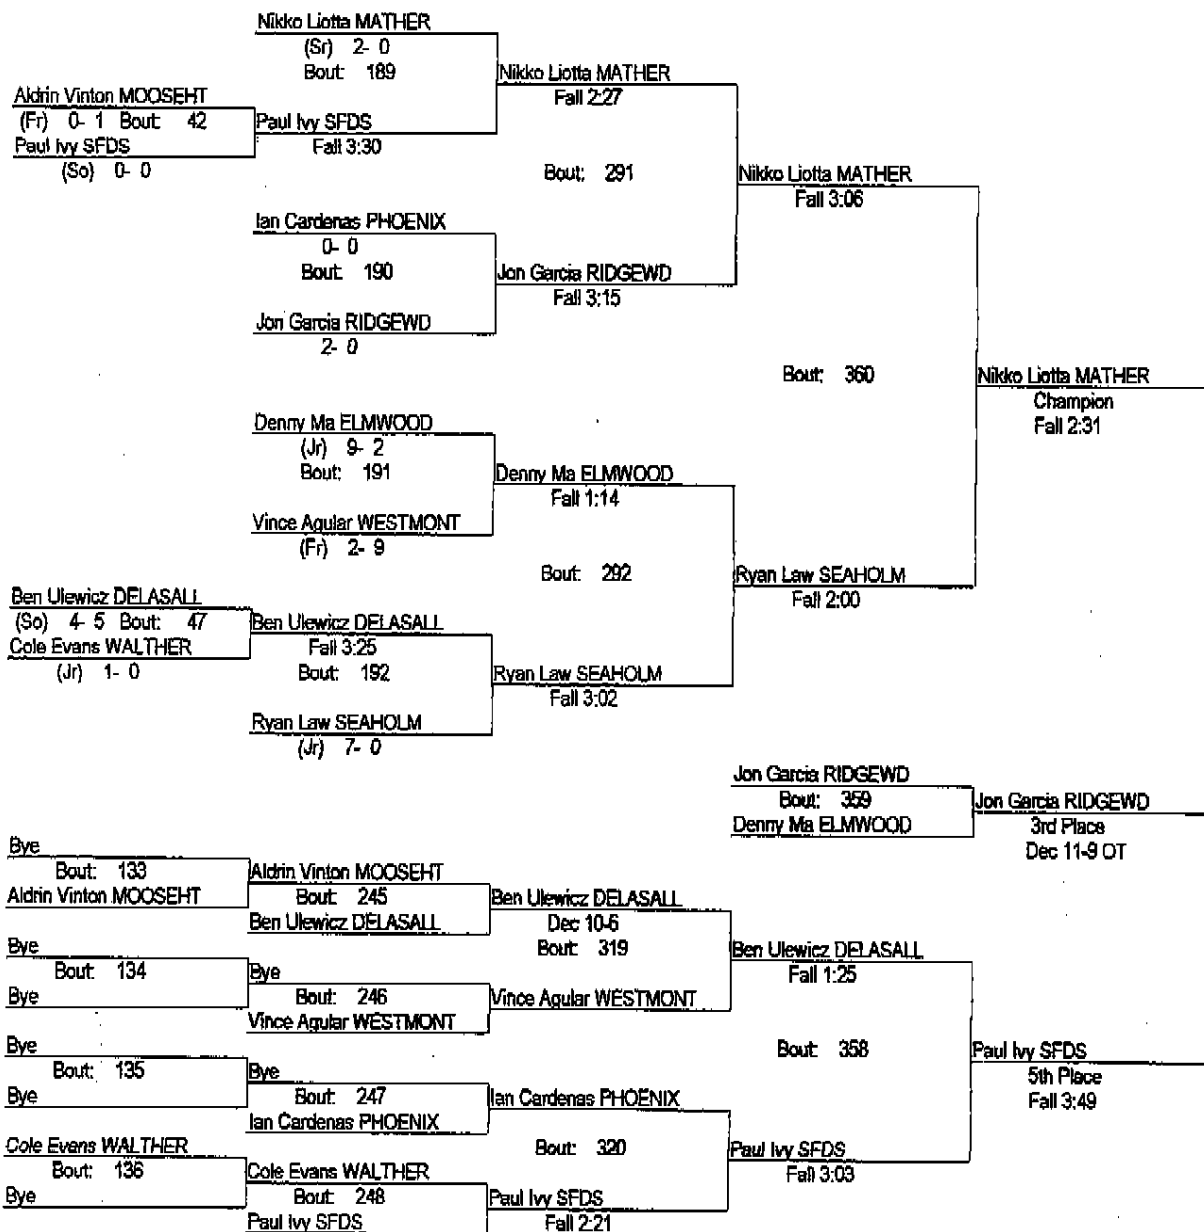 Nikko Liotta MATHER
(Sr) 2- 0
Bout: 189
Nikko Liotta MATHER
Fall 2:27
Aldrin Vinton MOOSEHT
(Fr) 0- 1 Bout: 42
Paul Ivy SFDS
Fall 3:30
Paul Ivy SFDS
(So) 0- 0
Bout: 291
Nikko Liotta MATHER
Fall 3:06
Ian Cardenas PHOENIX
0- 0
Bout: 190
Jon Garcia RIDGEWD
Fall 3:15
Jon Garcia RIDGEWD
2- 0
Bout: 360
Nikko Liotta MATHER
Champion
Fall 2:31
Denny Ma ELMWOOD
(Jr) 9- 2
Bout: 191
Denny Ma ELMWOOD
Fall 1:14
Vince Agular WESTMONT
(Fr) 2- 9
Bout: 292
Ryan Law SEAHOLM
Fall 2:00
Ben Ulewicz DELASALL
(So) 4- 5 Bout: 47
Ben Ulewicz DELASALL
Fall 3:25
Cole Evans WALTHER
(Jr) 1- 0
Bout: 192
Ryan Law SEAHOLM
Fall 3:02
Ryan Law SEAHOLM
(Jr) 7- 0
Jon Garcia RIDGEWD
Bout: 359
Jon Garcia RIDGEWD
Denny Ma ELMWOOD
3rd Place
Dec 11-9 OT
Bye
Bout: 133
Aldrin Vinton MOOSEHT
Aldrin Vinton MOOSEHT
Bout: 245
Ben Ulewicz DELASALL
Ben Ulewicz DELASALL
Dec 10-6
Bout: 319
Ben Ulewicz DELASALL
Fall 1:25
Bye
Bout: 134
Bye
Bye
Bout: 246
Vince Agular WESTMONT
Vince Agular WESTMONT
Bye
Bout: 135
Bye
Bye
Bout: 247
Ian Cardenas PHOENIX
Ian Cardenas PHOENIX
Bout: 358
Paul Ivy SFDS
5th Place
Fall 3:49
Bout: 320
Paul Ivy SFDS
Fall 3:03
Cole Evans WALTHER
Bout: 136
Bye
Cole Evans WALTHER
Bout: 248
Paul Ivy SFDS
Paul Ivy SFDS
Fall 2:21